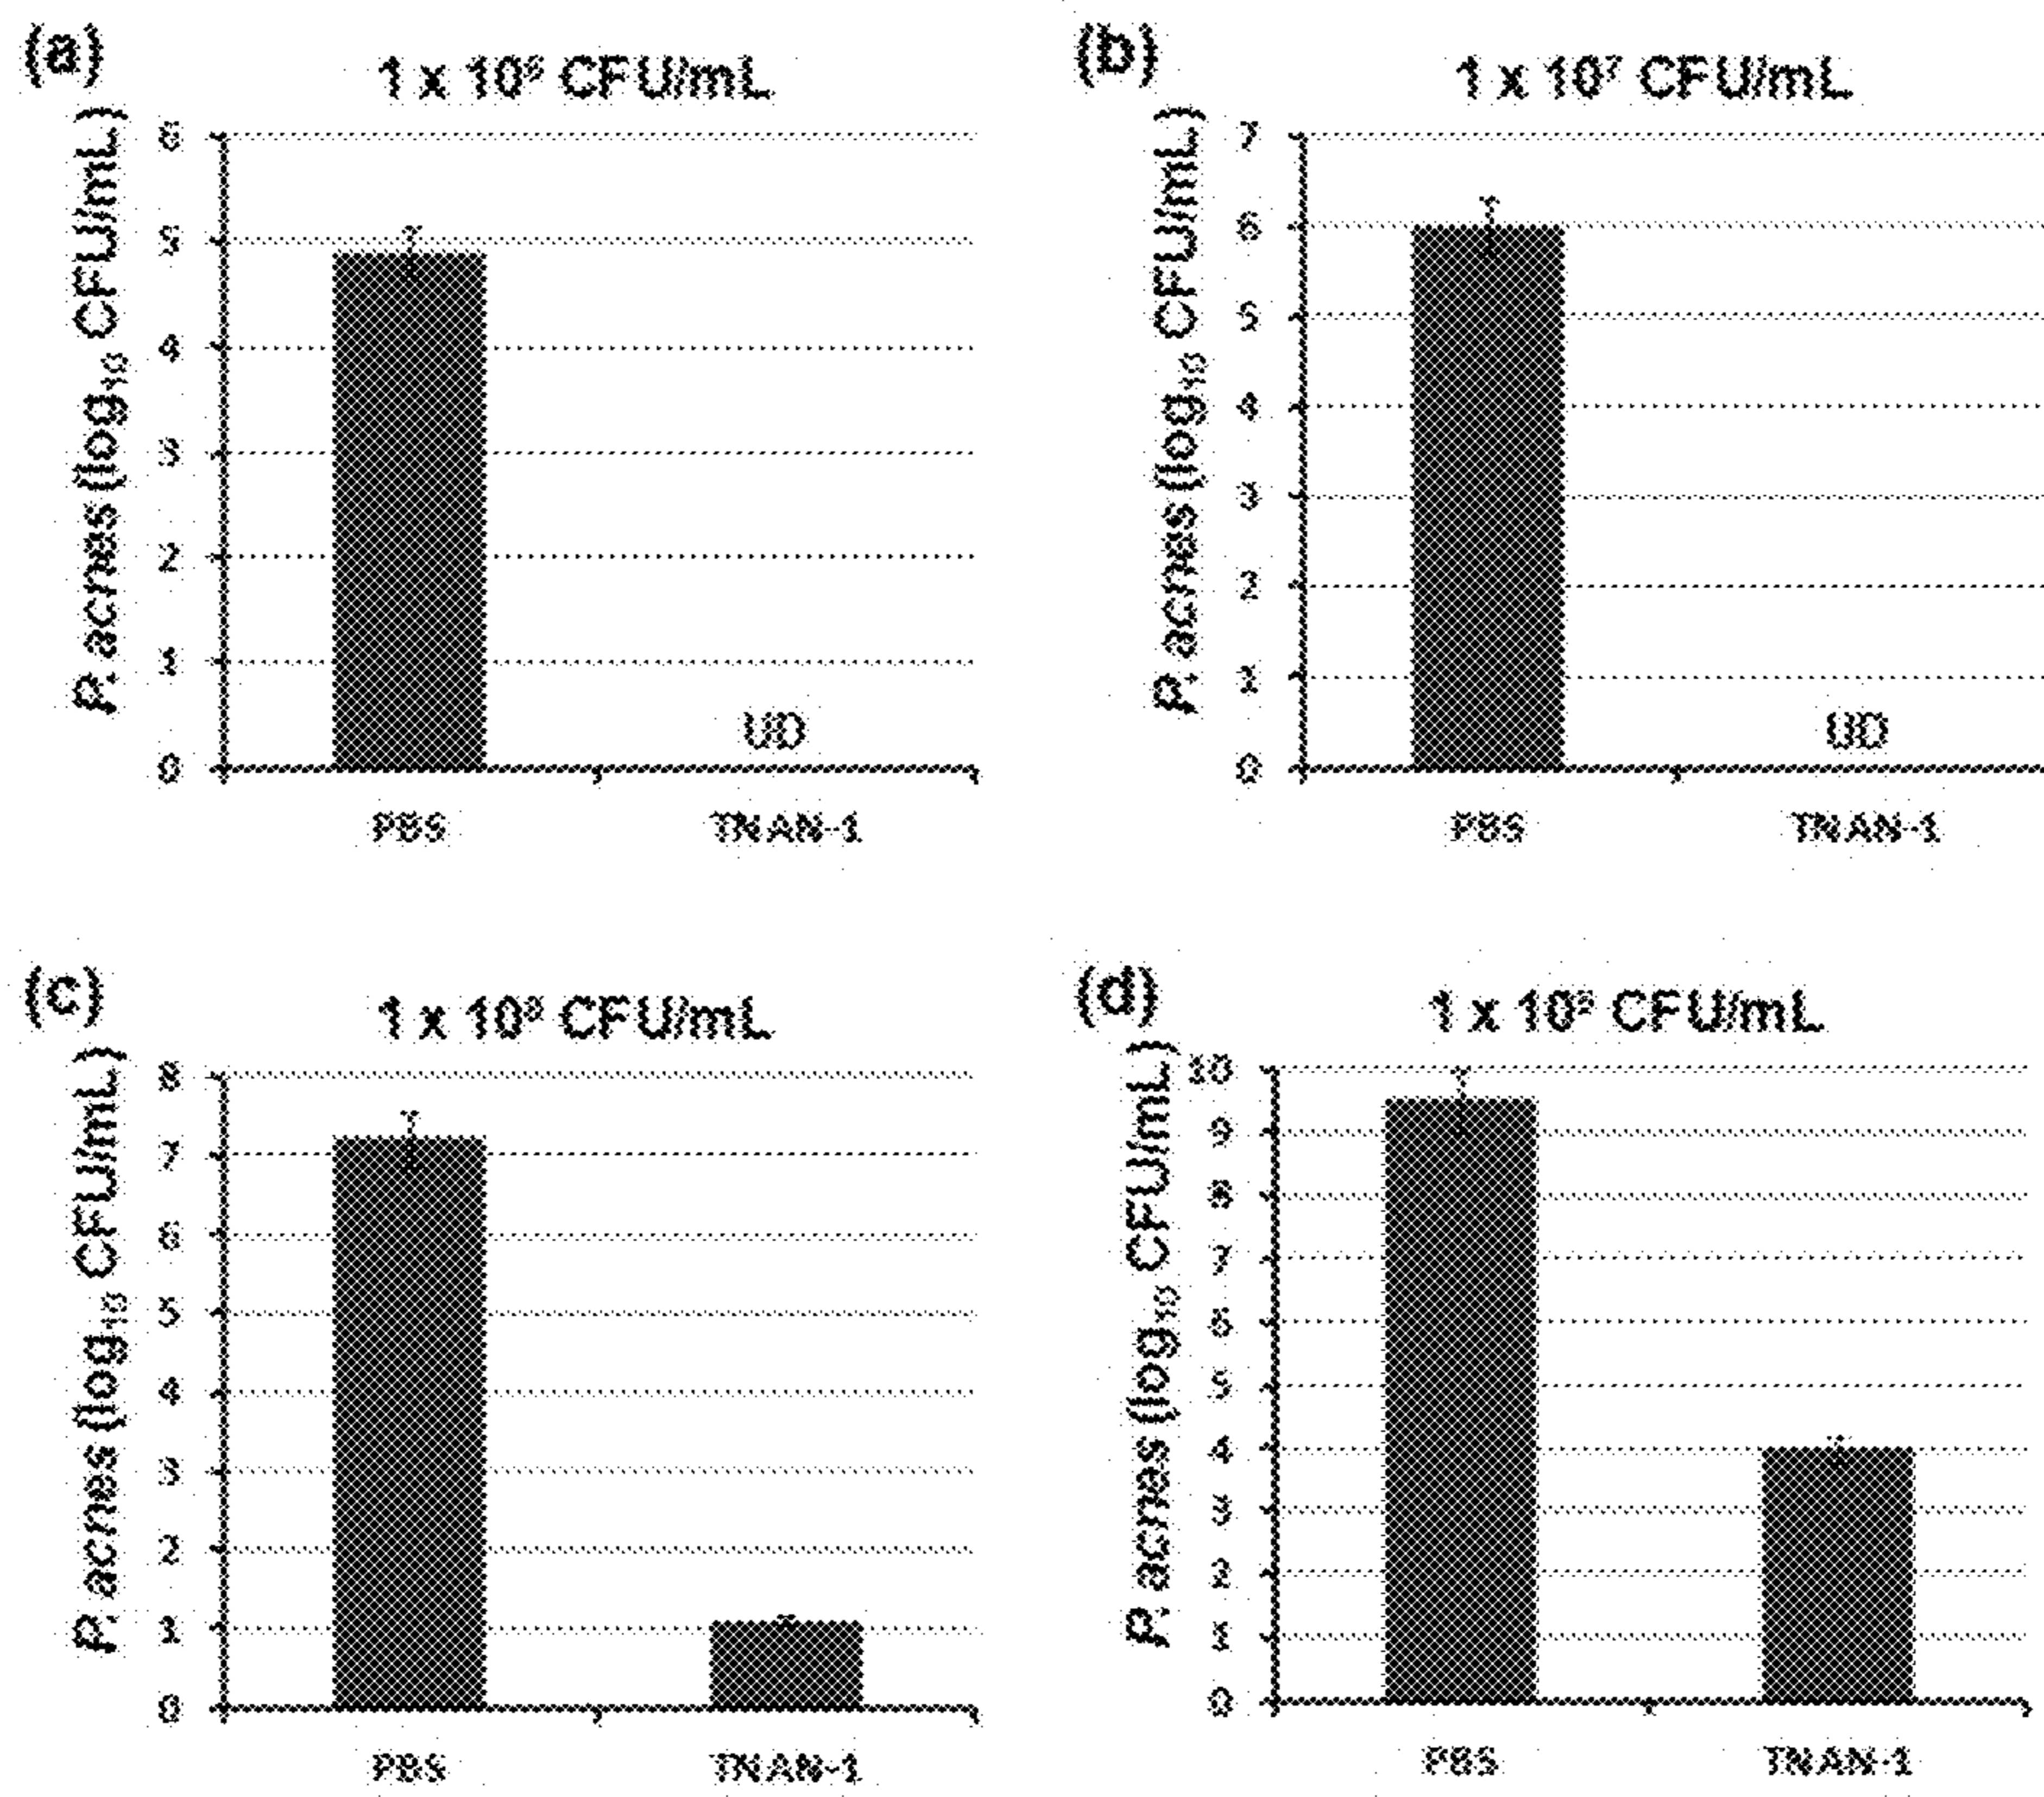 (a)
1 x 10⁶ CFU/mL
P. acnes (log₁₀ CFU/mL)
6
5
4
3
2
1
0
UD
PBS TNAN-1
(b)
1 x 10⁷ CFU/mL
P. acnes (log₁₀ CFU/mL)
7
6
5
4
3
2
1
0
UD
PBS TNAN-1
(c)
1 x 10⁸ CFU/mL
P. acnes (log₁₀ CFU/mL)
8
7
6
5
4
3
2
1
0
PBS TNAN-1
(d)
1 x 10⁹ CFU/mL
P. acnes (log₁₀ CFU/mL)
10
9
8
7
6
5
4
3
2
1
0
PBS TNAN-1